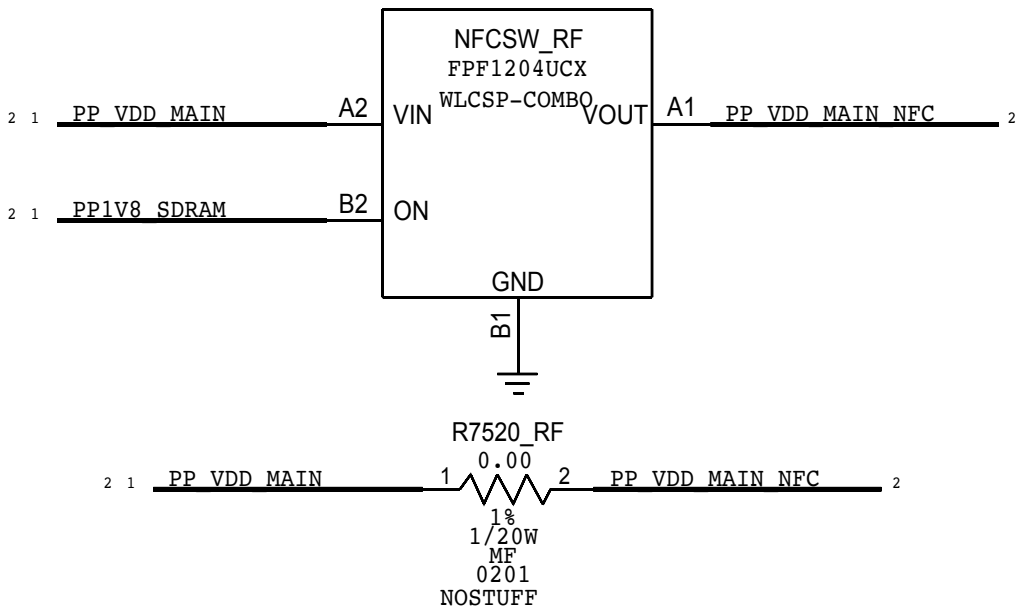 NFCSW_RF
FPF1204UCX
WLCSP-COMBO
2 1 PP_VDD_MAIN A2 VIN VOUT A1 PP_VDD_MAIN_NFC 2
2 1 PP1V8_SDRAM B2 ON
GND
B1
R7520_RF
0.00
2 1 PP_VDD_MAIN 1 2 PP_VDD_MAIN_NFC 2
1%
1/20W
MF
0201
NOSTUFF